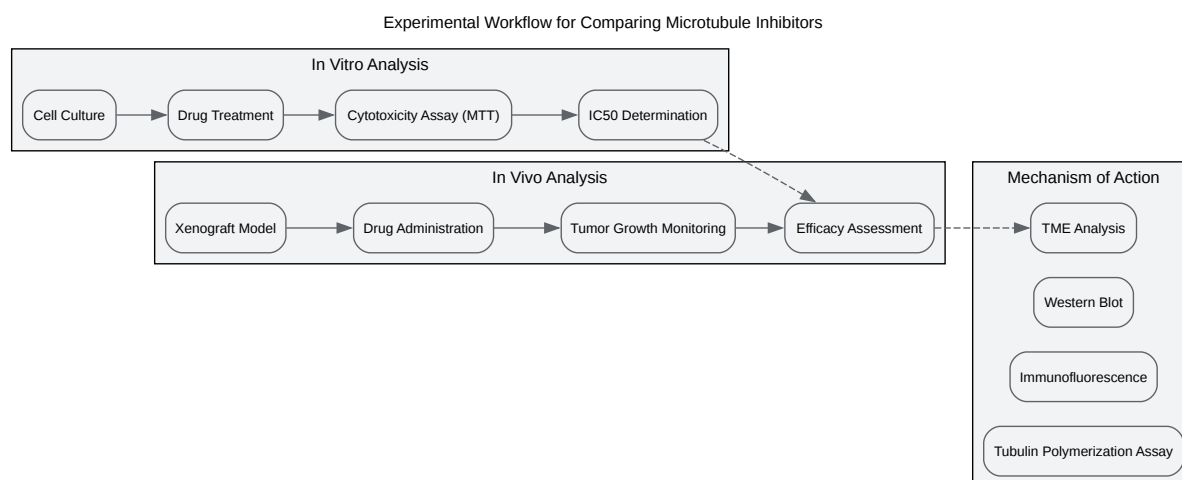 Experimental Workflow for Comparing Microtubule Inhibitors
In Vitro Analysis
Cell Culture
Drug Treatment
Cytotoxicity Assay (MTT)
IC50 Determination
In Vivo Analysis
Xenograft Model
Drug Administration
Tumor Growth Monitoring
Efficacy Assessment
Mechanism of Action
TME Analysis
Western Blot
Immunofluorescence
Tubulin Polymerization Assay